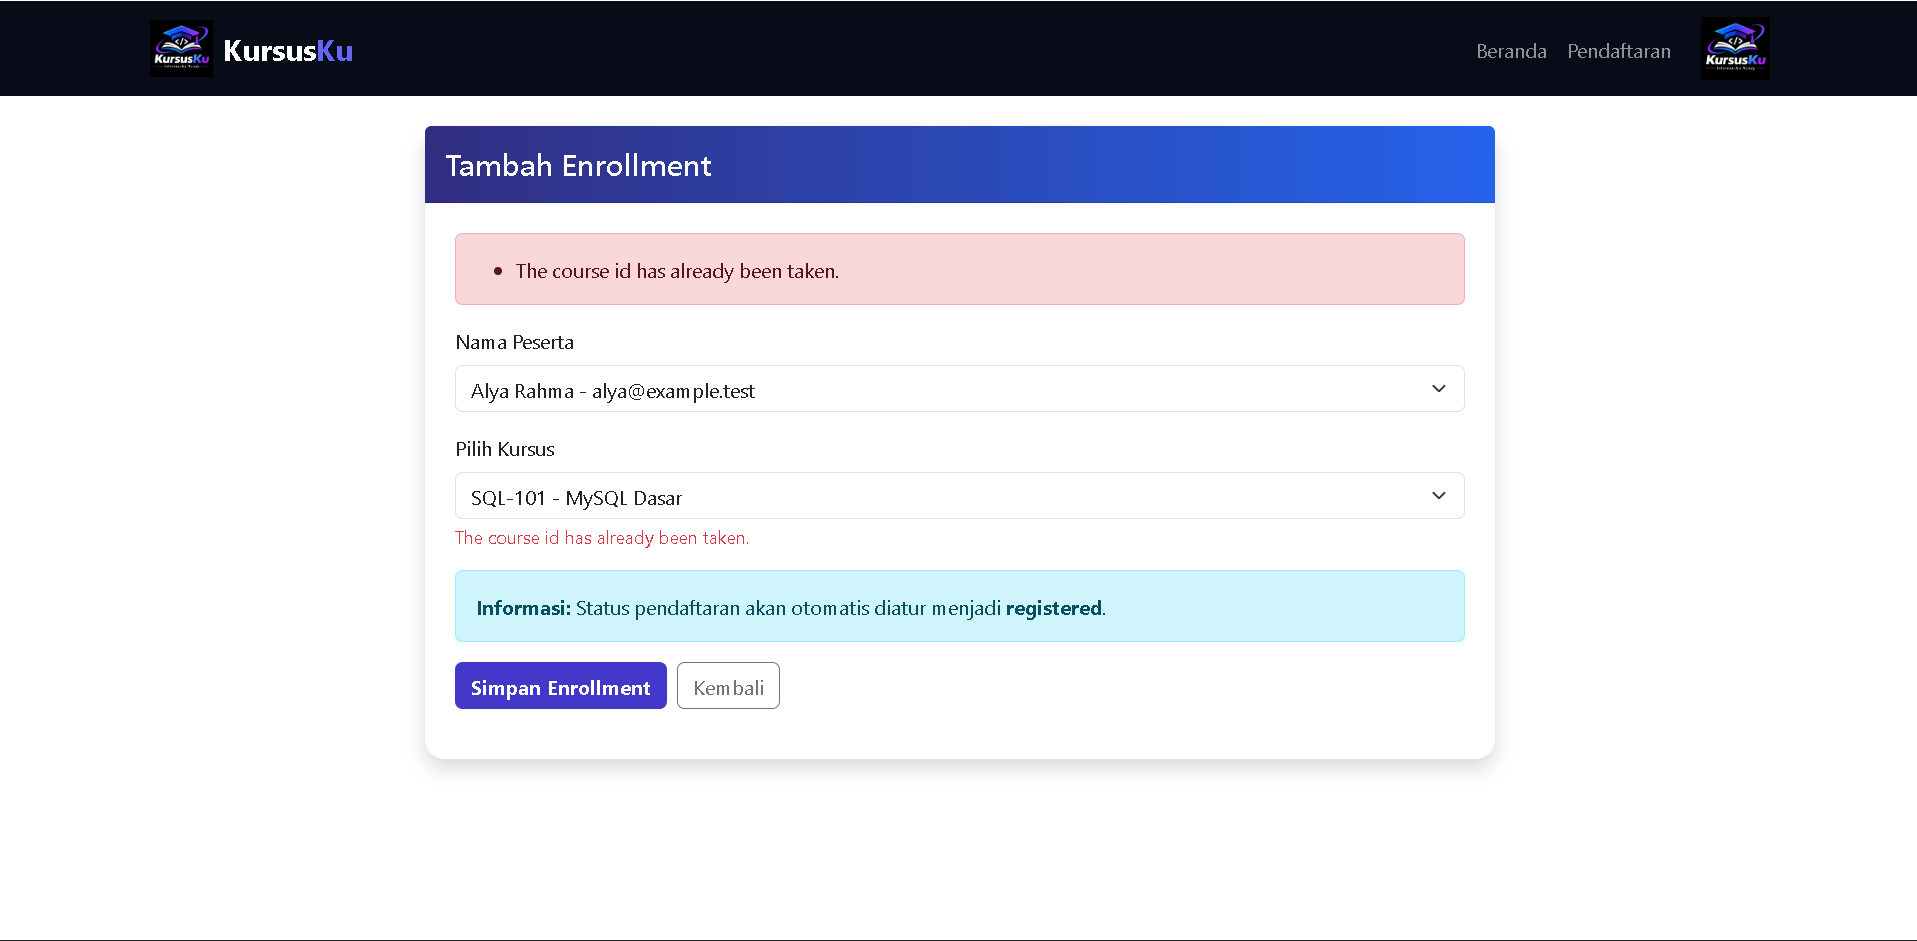 KursusKu
KursusKu
Beranda
Pendaftaran
KursusKu
Tambah Enrollment
The course id has already been taken.
Nama Peserta
Alya Rahma - alya@example.test
Pilih Kursus
SQL-101 - MySQL Dasar
The course id has already been taken.
Informasi: Status pendaftaran akan otomatis diatur menjadi registered.
Simpan Enrollment
Kembali